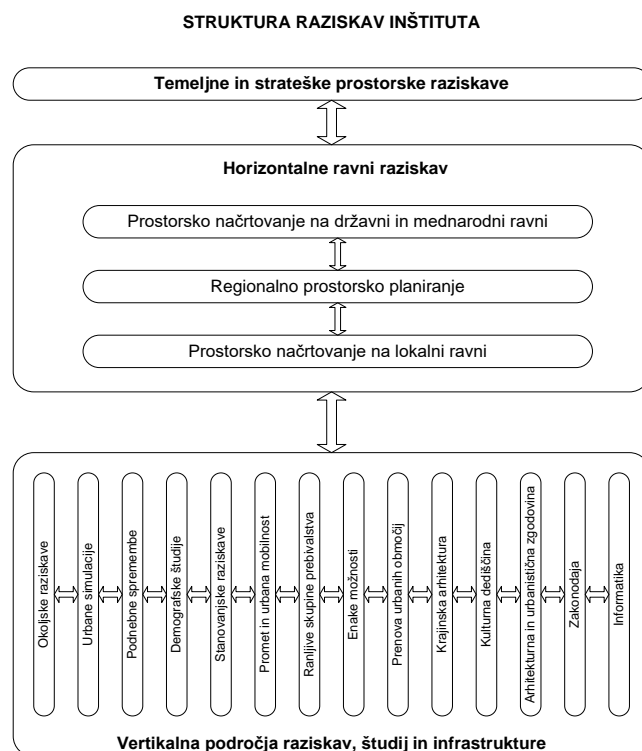 STRUKTURA RAZISKAV INŠTITUTA
Temeljne in strateške prostorske raziskave
Horizontalne ravni raziskav
Prostorsko načrtovanje na državni in mednarodni ravni
Regionalno prostorsko planiranje
Prostorsko načrtovanje na lokalni ravni
Okoljske raziskave
Urbane simulacije
Podnebne spremembe
Demografske študije
Stanovanjske raziskave
Promet in urbana mobilnost
Ranljive skupine prebivalstva
Enake možnosti
Prenova urbanih območij
Krajinska arhitektura
Kulturna dediščina
Arhitekturna in urbanistična zgodovina
Zakonodaja
Informatika
Vertikalna področja raziskav, študij in infrastrukture